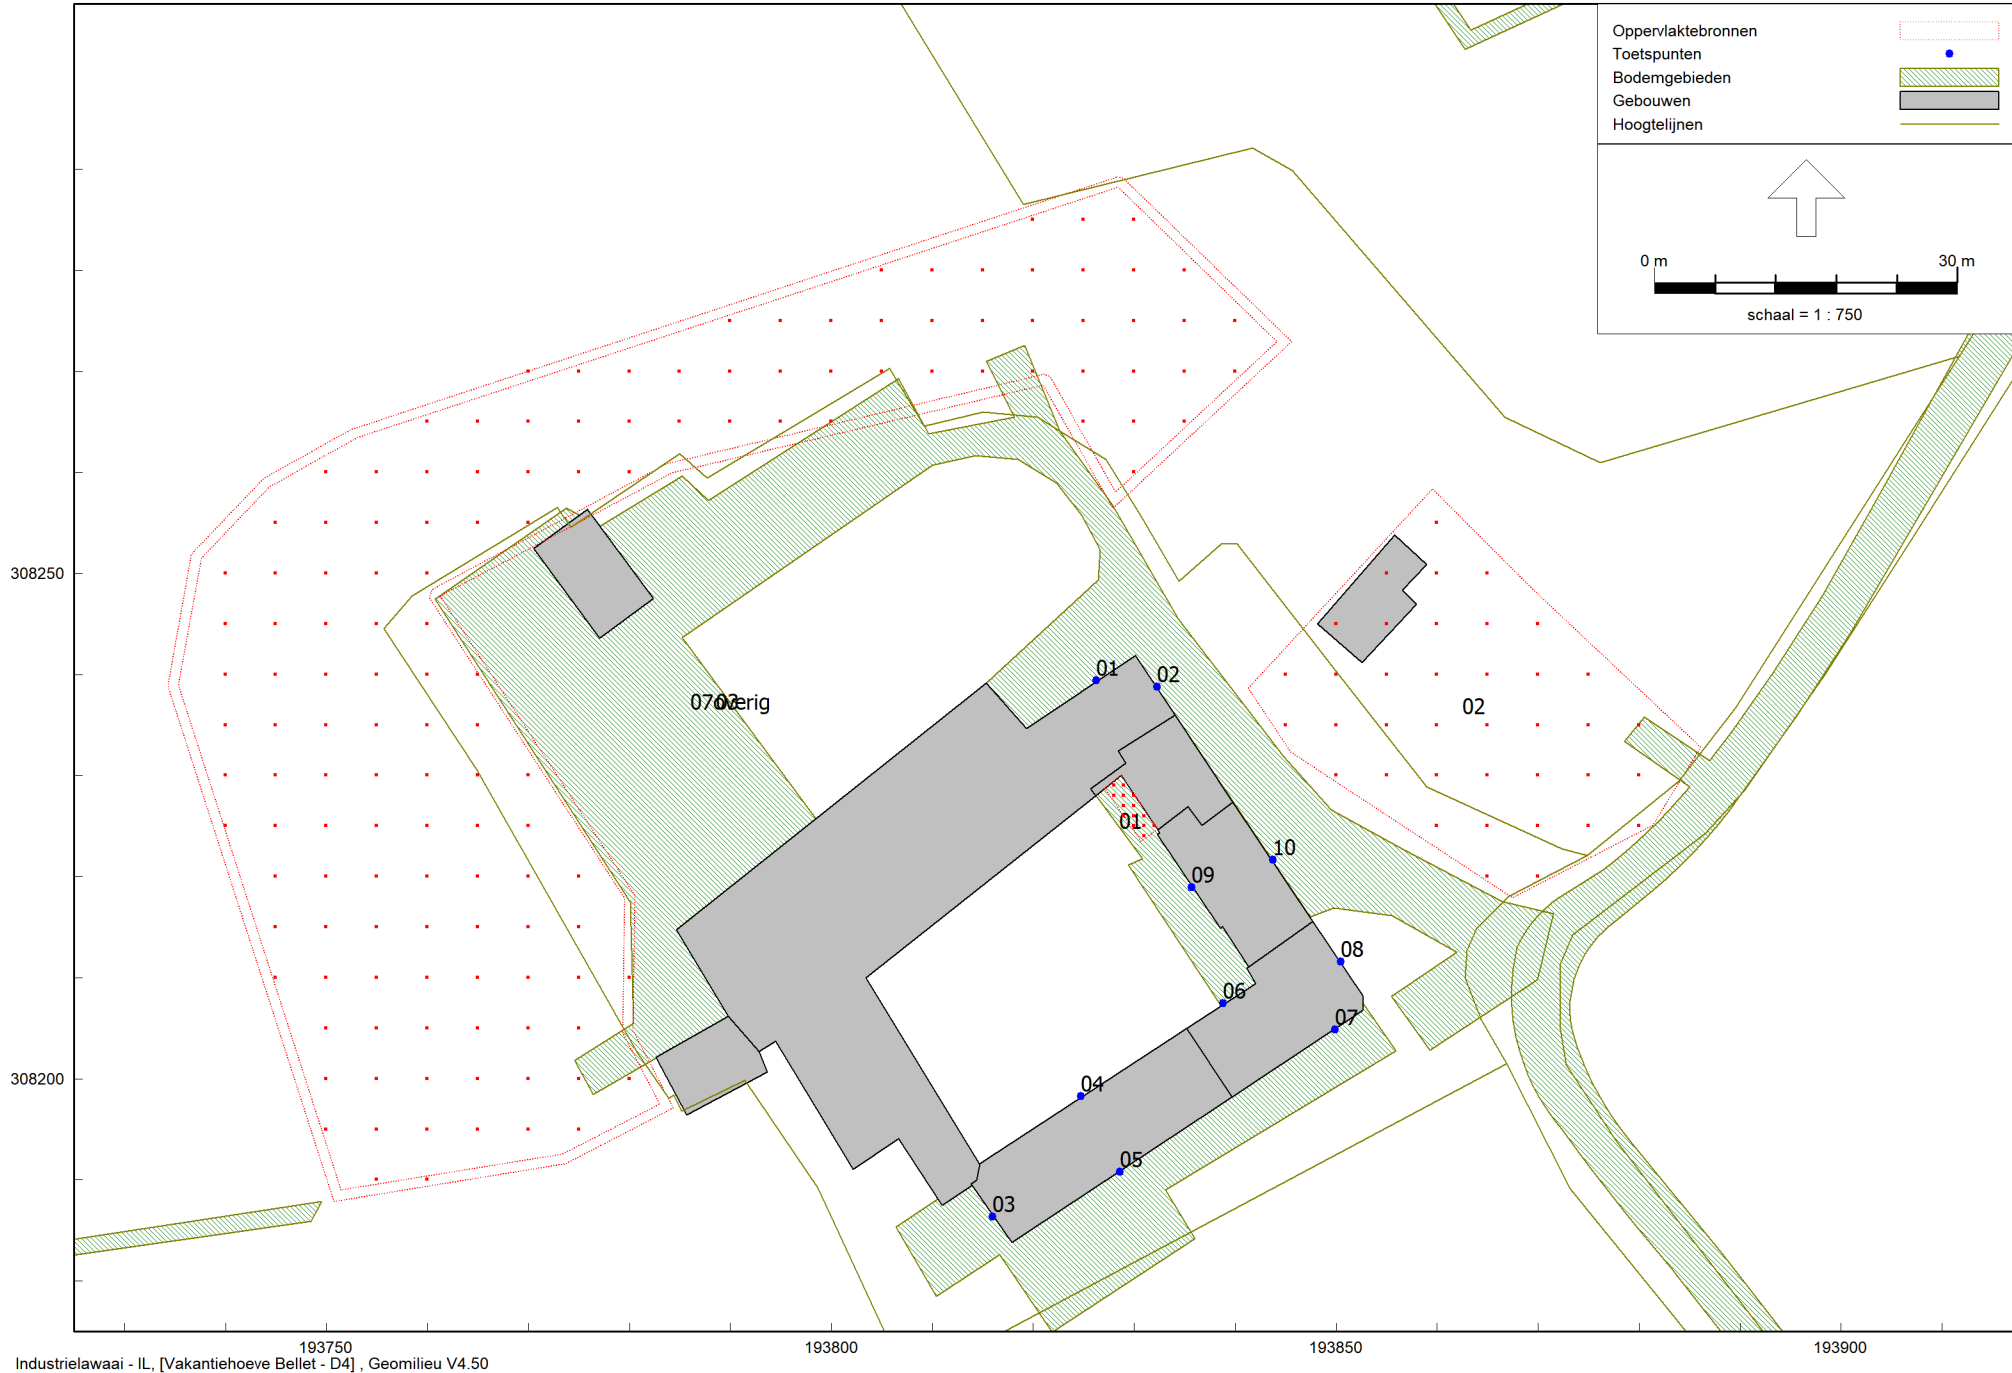 Oppervlaktebronnen
Toetspunten
Bodemgebieden
Gebouwen
Hoogtelijnen
0 m 30 m
schaal = 1 : 750
308250
01
02
overig
02
01
10
09
08
06
07
308200
04
05
03
193750 193800 193850 193900
Industrielawaai - IL, [Vakantiehoeve Bellet - D4] , Geomilieu V4.50